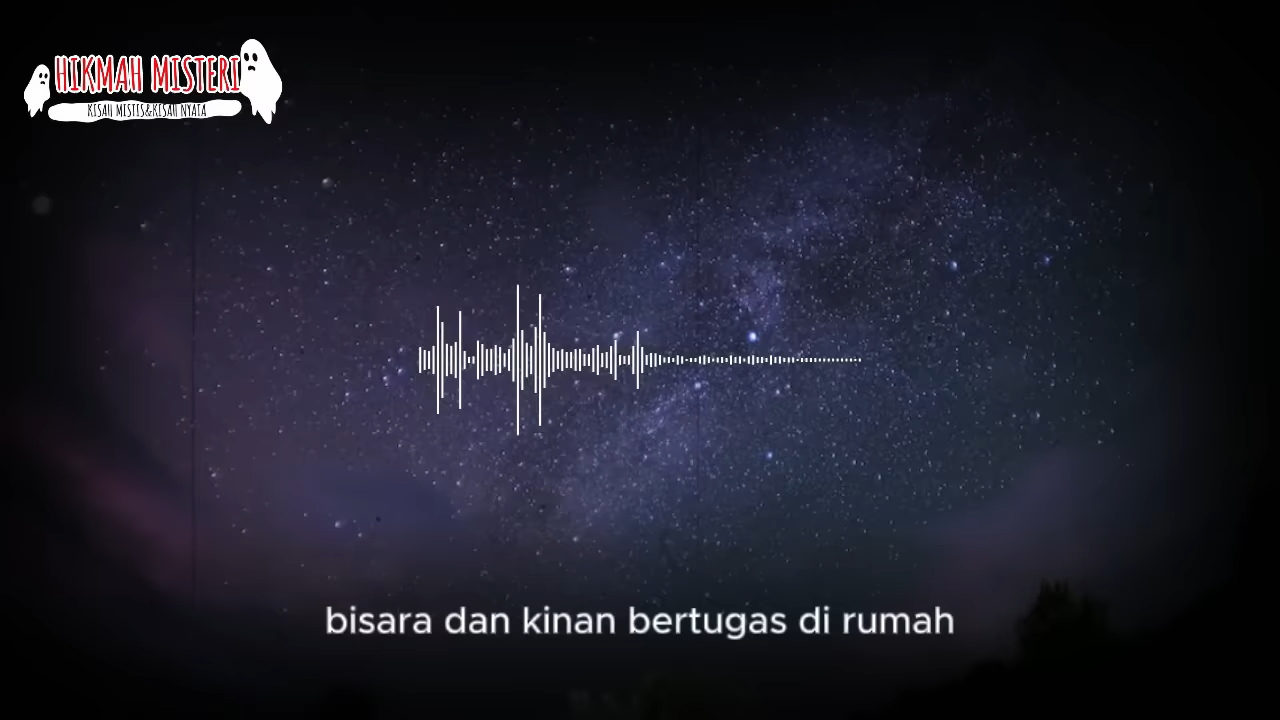 HIKMAH MISTERI
KISAH MISTIS&KISAH NYATA
bisara dan kinan bertugas di rumah